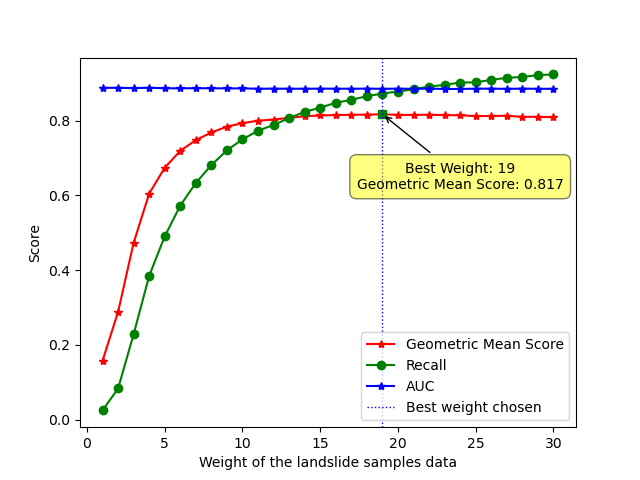 0.8
0.6
0.4
0.2
0.0
Score
Best Weight: 19
Geometric Mean Score: 0.817
Geometric Mean Score
Recall
AUC
Best weight chosen
0 5 10 15 20 25 30
Weight of the landslide samples data